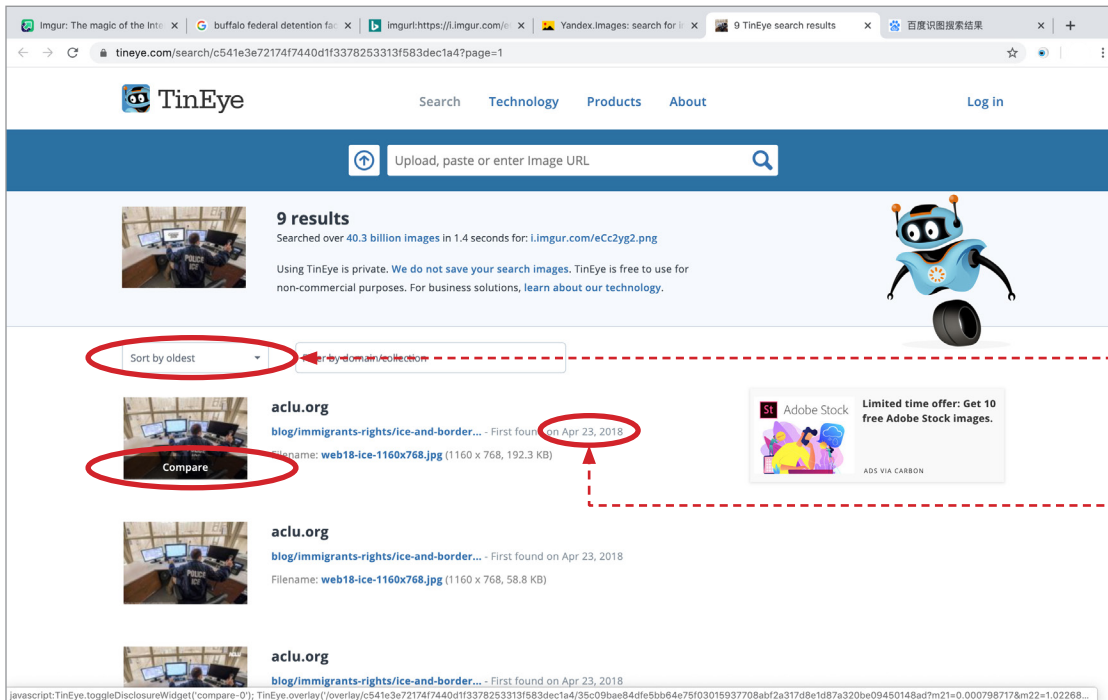 Imgur: The magic of the Inte
buffalo federal detention fac
imgurl:https://i.imgur.com/e
Yandex.Images: search for i
9 TinEye search results
百度识图搜索结果
tineye.com/search/c541e3e72174f7440d1f3378253313f583dec1a4?page=1
TinEye
Search Technology Products About
Log in
Upload, paste or enter Image URL
9 results
Searched over 40.3 billion images in 1.4 seconds for: i.imgur.com/eCc2yg2.png
Using TinEye is private. We do not save your search images. TinEye is free to use for
non-commercial purposes. For business solutions, learn about our technology.
POLICE
ICE
Sort by oldest
Filter by domain/collection
aclu.org
blog/immigrants-rights/ice-and-border... - First found on Apr 23, 2018
Filename: web18-ice-1160x768.jpg (1160 x 768, 192.3 KB)
Compare
St Adobe Stock
Limited time offer: Get 10
free Adobe Stock images.
ADS VIA CARBON
aclu.org
blog/immigrants-rights/ice-and-border... - First found on Apr 23, 2018
Filename: web18-ice-1160x768.jpg (1160 x 768, 58.8 KB)
POLICE
ICE
aclu.org
blog/immigrants-rights/ice-and-border... - First found on Apr 23, 2018
javascript:TinEye.toggleDisclosureWidget('compare-0'); TinEye.overlay('/overlay/c541e3e72174f7440d1f3378253313f583dec1a4/35c09bae84dfe5bb64e75f03015937708abf2a317d8e1d87a320be09450148ad?m21=0.000798717&m22=1.02268...